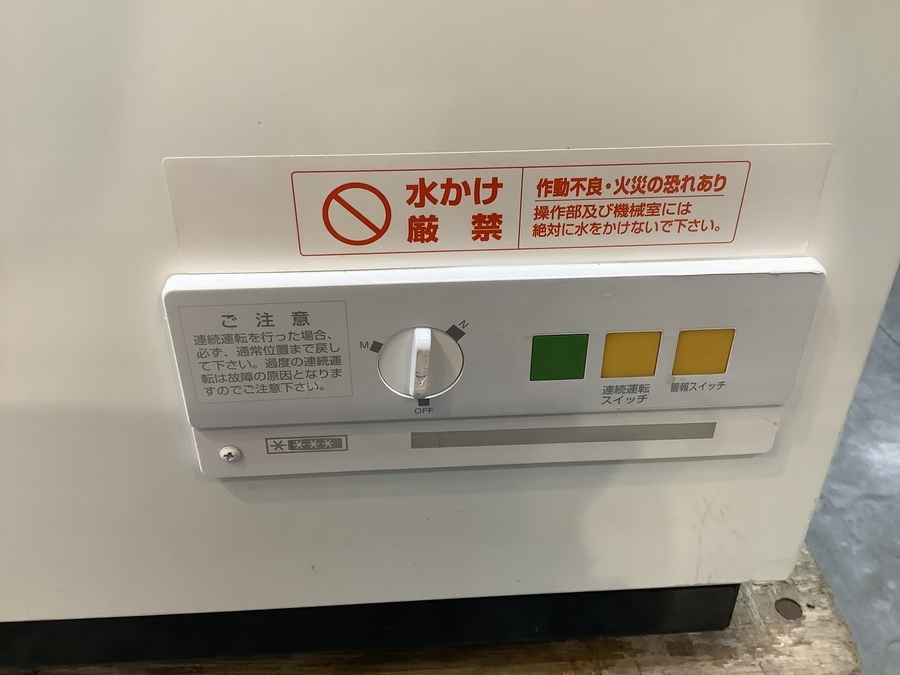 水かけ
厳禁
作動不良・火災の恐れあり
操作部及び機械室には
絶対に水をかけないで下さい。
ご注意
連続運転を行った場合、
必ず、通常位置まで戻し
て下さい。過度の連続運
転は故障の原因となりま
すのでご注意下さい。
M
N
OFF
連続運転
スイッチ
報スイッチ